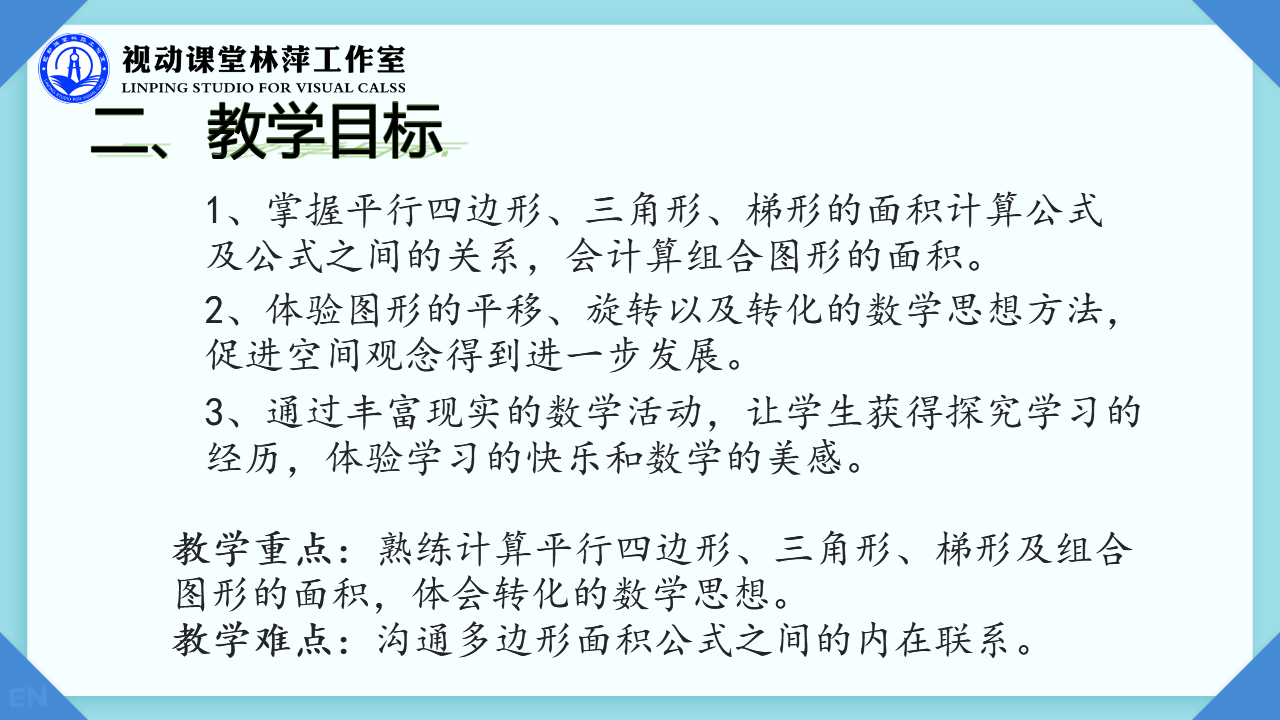 视动课堂林萍工作室
LINPING STUDIO FOR VISUAL CALSS
二、教学目标
1、掌握平行四边形、三角形、梯形的面积计算公式
及公式之间的关系，会计算组合图形的面积。
2、体验图形的平移、旋转以及转化的数学思想方法，
促进空间观念得到进一步发展。
3、通过丰富现实的数学活动，让学生获得探究学习的
经历，体验学习的快乐和数学的美感。
教学重点：熟练计算平行四边形、三角形、梯形及组合
图形的面积，体会转化的数学思想。
教学难点：沟通多边形面积公式之间的内在联系。
EN